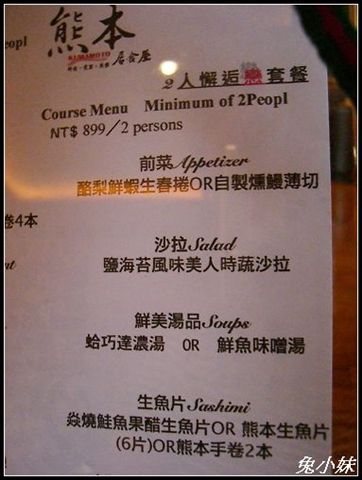 eopl
熊本
KUMAMOTO
居食屋
2人懈逅套餐
Course Menu Minimum of 2Peopl
NT$ 899/2 persons
前菜Appetizer
酪梨鮮蝦生春捲OR自製燻鰻薄切
卷4本
沙拉Salad
鹽海苔風味美人時蔬沙拉
鮮美湯品Soups
蛤巧達濃湯 OR 鮮魚味噌湯
生魚片Sashimi
焱燒鮭魚果醋生魚片OR 熊本生魚片
(6片)OR熊本手卷2本
兔小妹